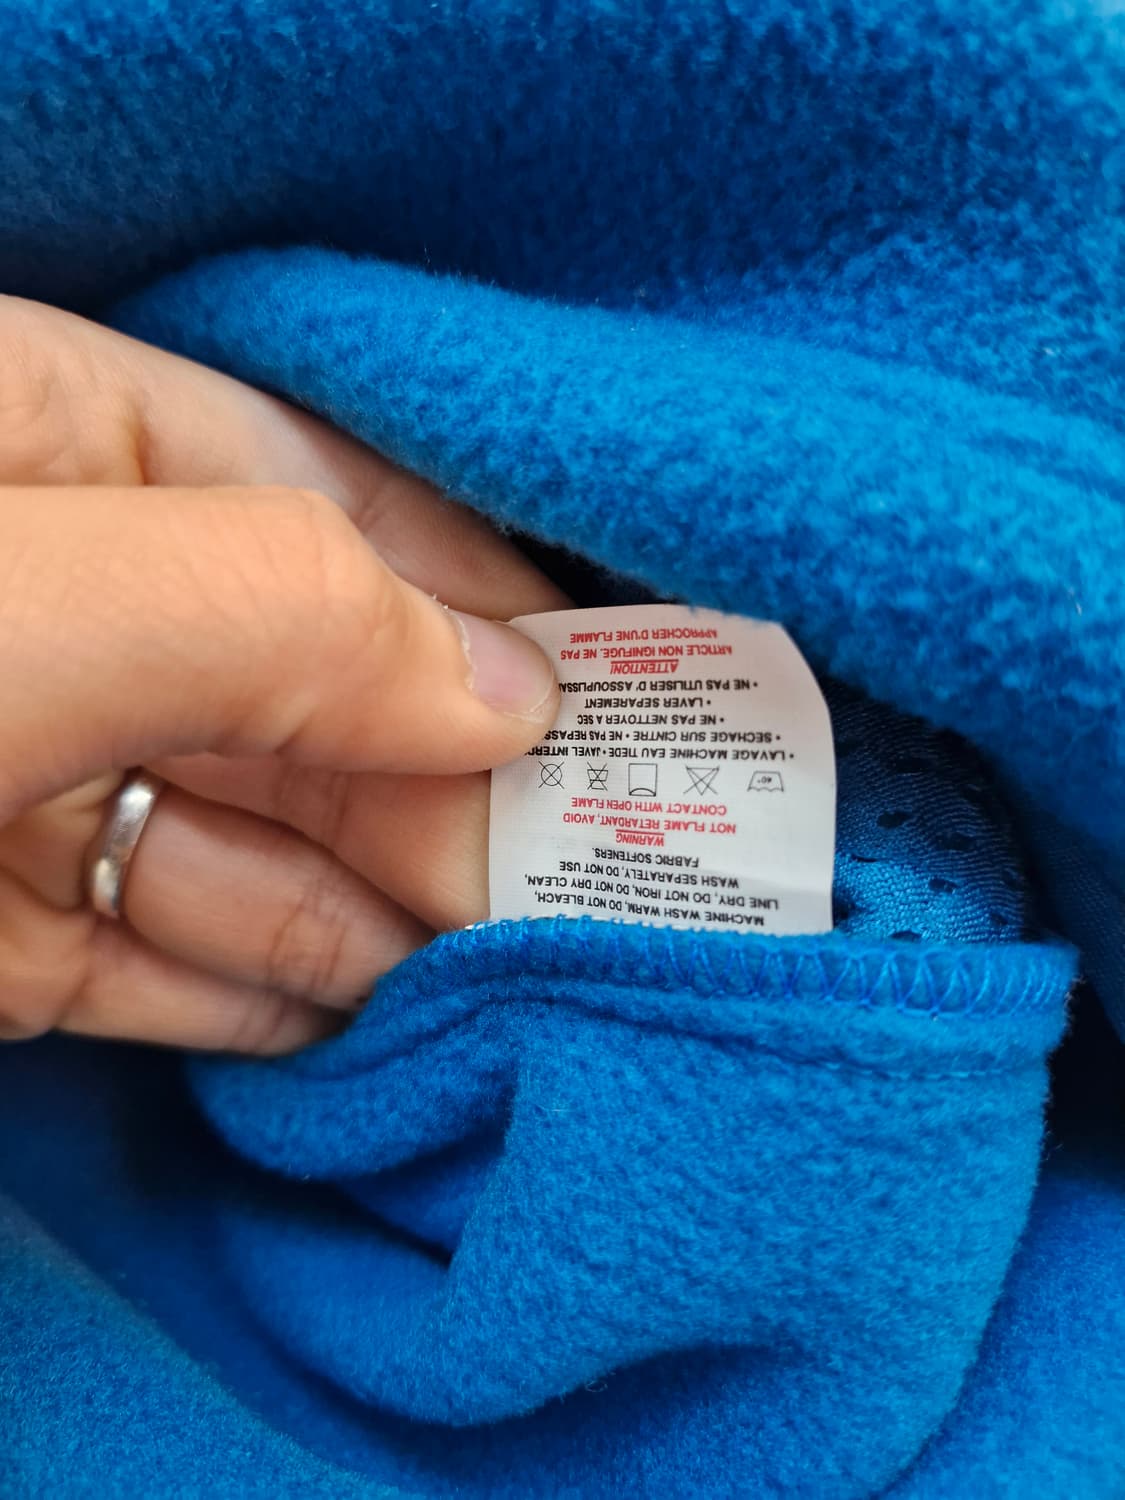 MACHINE WASH WARM, DO NOT BLEACH,
LINE DRY, DO NOT IRON, DO NOT DRY CLEAN,
WASH SEPARATELY, DO NOT USE
FABRIC SOFTENERS.
WARNING
NOT FLAME RETARDANT, AVOID
CONTACT WITH OPEN FLAME
40°
• LAVAGE MACHINE EAU TIEDE • JAVEL
• SECHAGE SUR CINTRE • NE PAS
• NE PAS NETTOYER A SEC
• LAVER SEPAREMENT
• NE PAS UTILISER D' ASSOUPLISSA
ATTENTION!
ARTICLE NON IGNIFUGE. NE PAS
APPROCHER D'UNE FLAMME